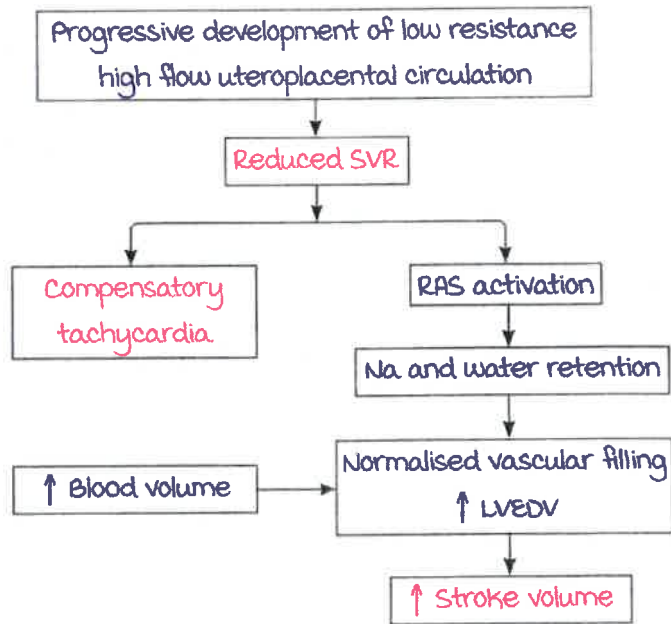 Progressive development of low resistance
high flow uteroplacental circulation
Reduced SVR
Compensatory
tachycardia
RAS activation
Na and water retention
↑ Blood volume
Normalised vascular filling
↑ LVEDV
↑ Stroke volume